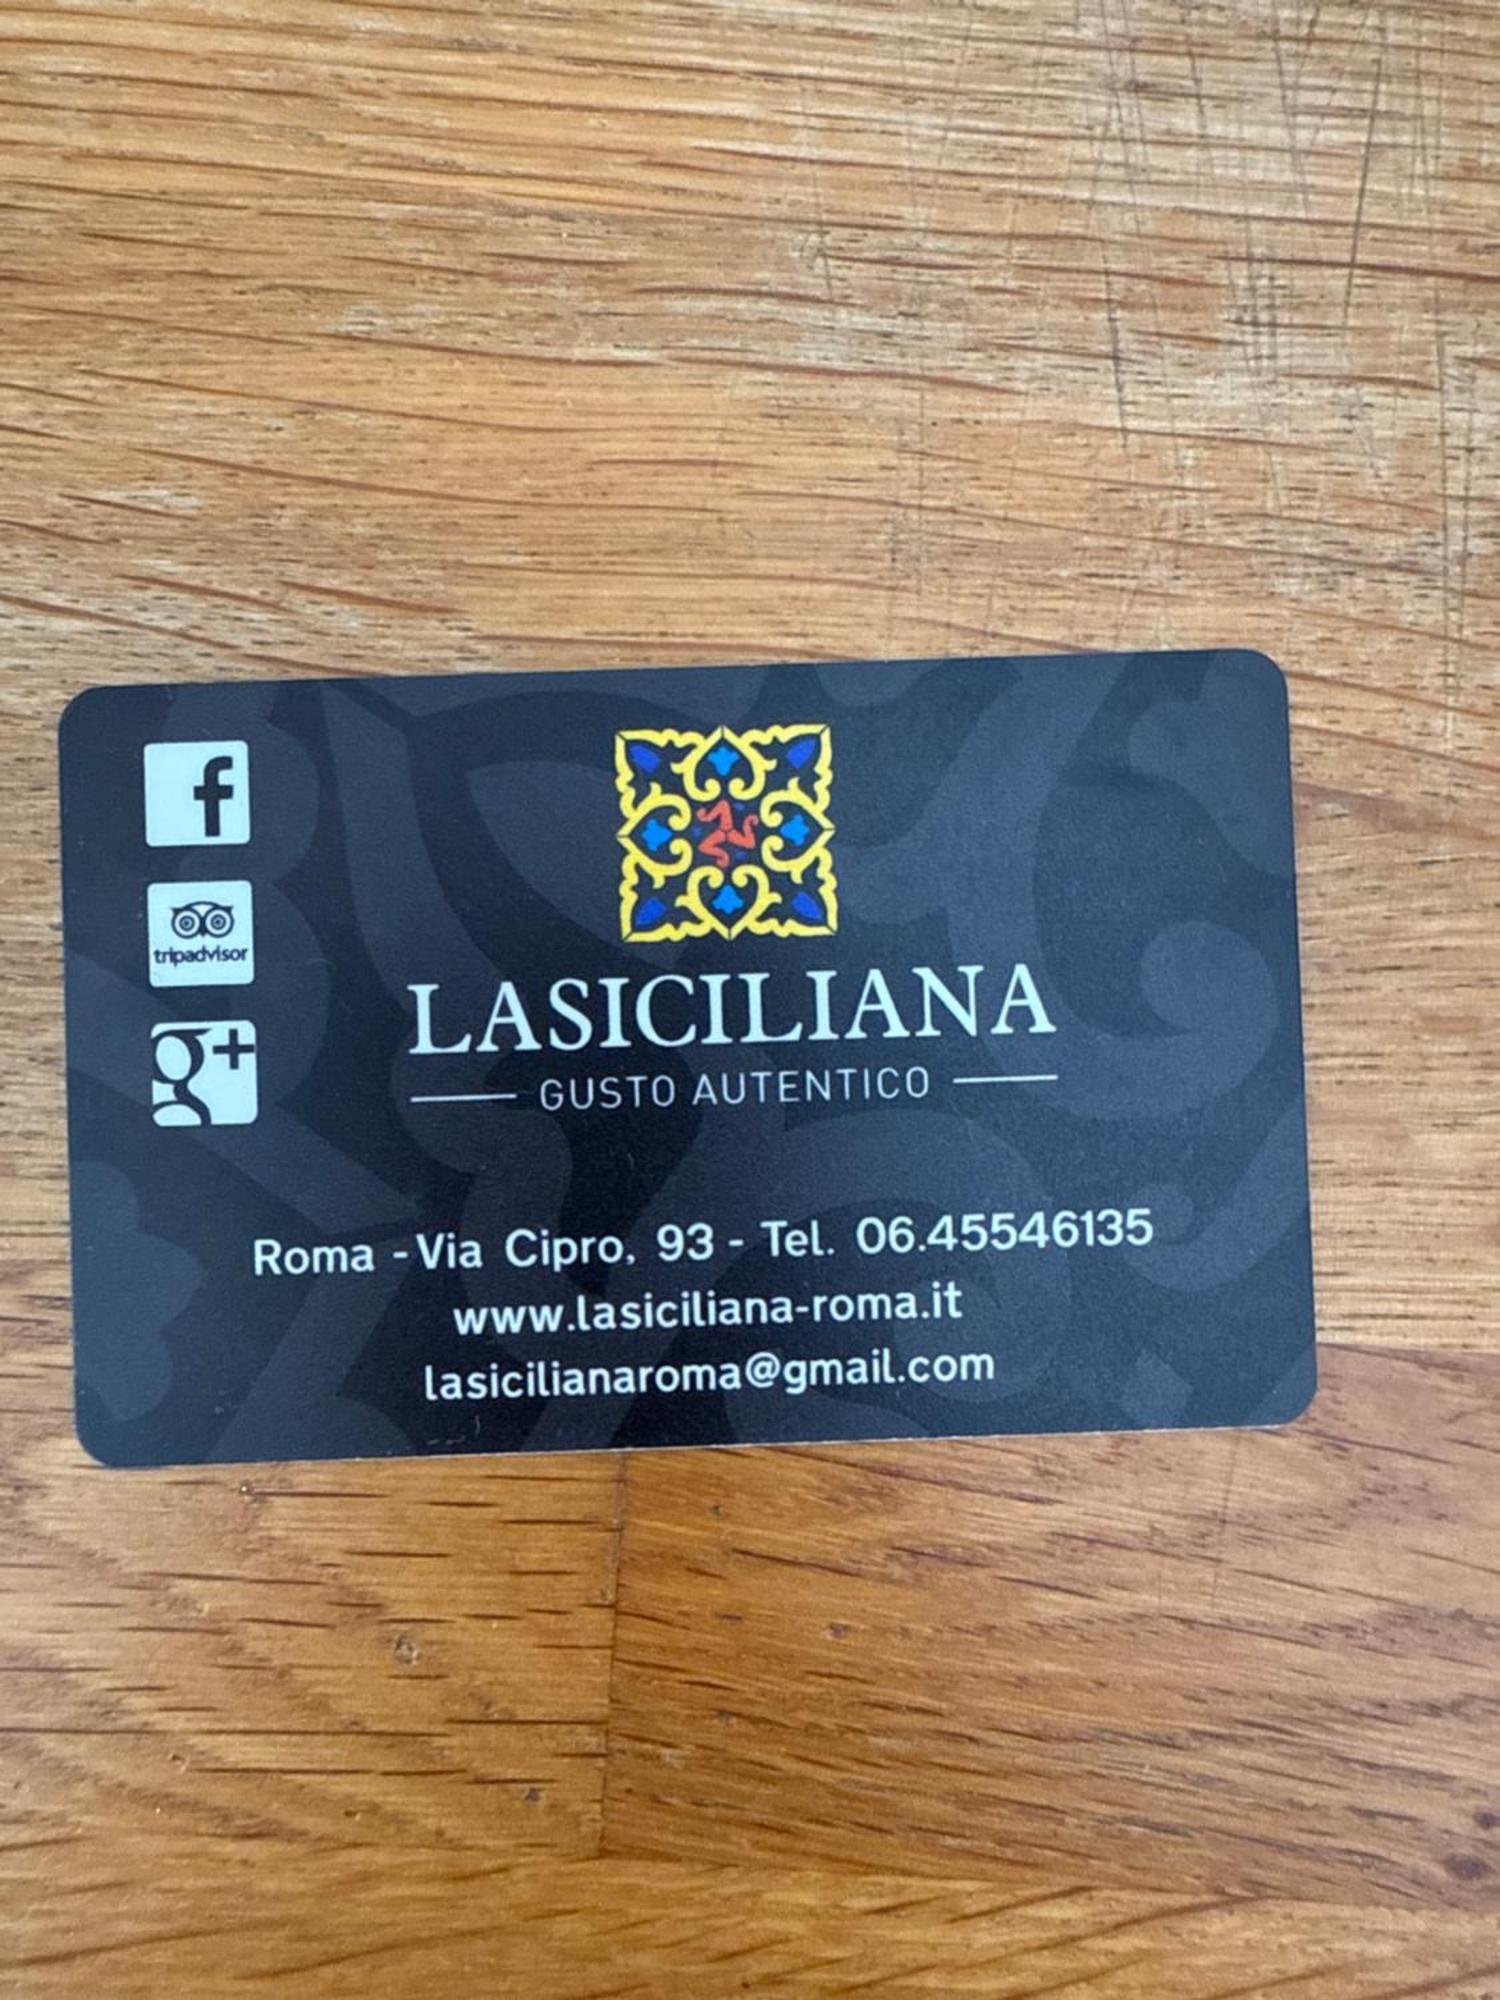 f
tripadvisor
g+
LASICILIANA
GUSTO AUTENTICO
Roma - Via Cipro, 93 - Tel. 06.45546135
www.lasiciliana-roma.it
lasicilianaroma@gmail.com